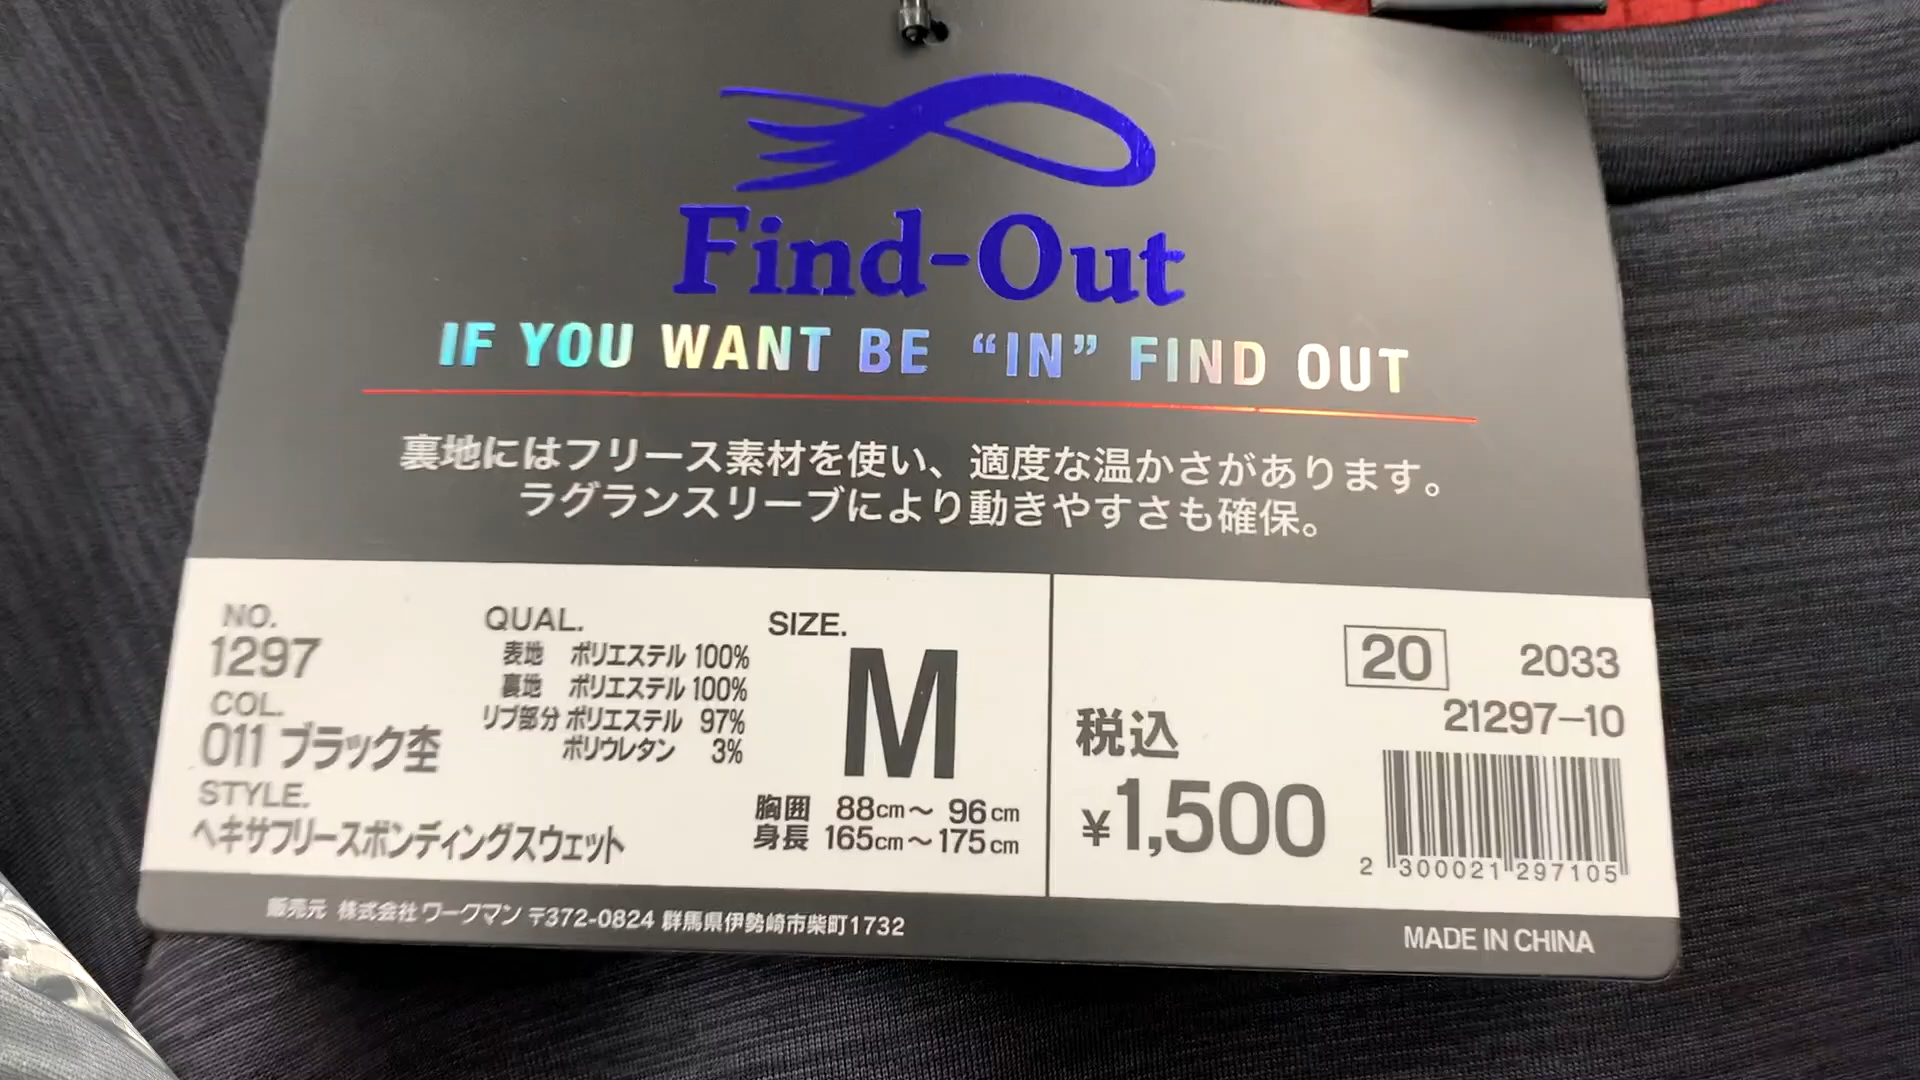 Find-Out
IF YOU WANT BE “IN” FIND OUT
裏地にはフリース素材を使い、適度な温かさがあります。
ラグランスリーブにより動きやすさも確保。
NO.
1297
COL.
011 ブラック杢
STYLE.
ヘキサフリースボンディングスウェット
QUAL.
表地 ポリエステル 100%
裏地 ポリエステル 100%
リブ部分 ポリエステル 97%
ポリウレタン 3%
SIZE.
M
胸囲 88cm～ 96cm
身長 165cm～175cm
20 2033
21297-10
税込
¥1,500
2 300021 297105
販売元 株式会社ワークマン 〒372-0824 群馬県伊勢崎市柴町1732
MADE IN CHINA